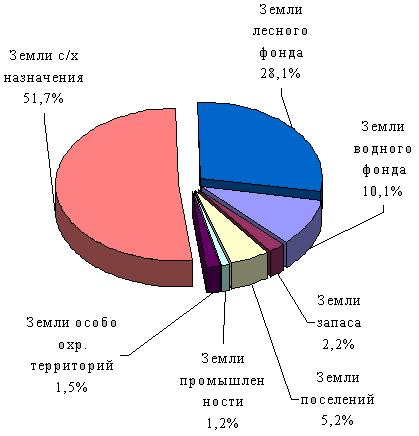 Земли
лесного
фонда
28,1%
Земли с/х
назначения
51,7%
Земли
водного
фонда
10,1%
Земли
запаса
2,2%
Земли особо
охр.
территорий
1,5%
Земли
промышлен
ности
1,2%
Земли
поселений
5,2%